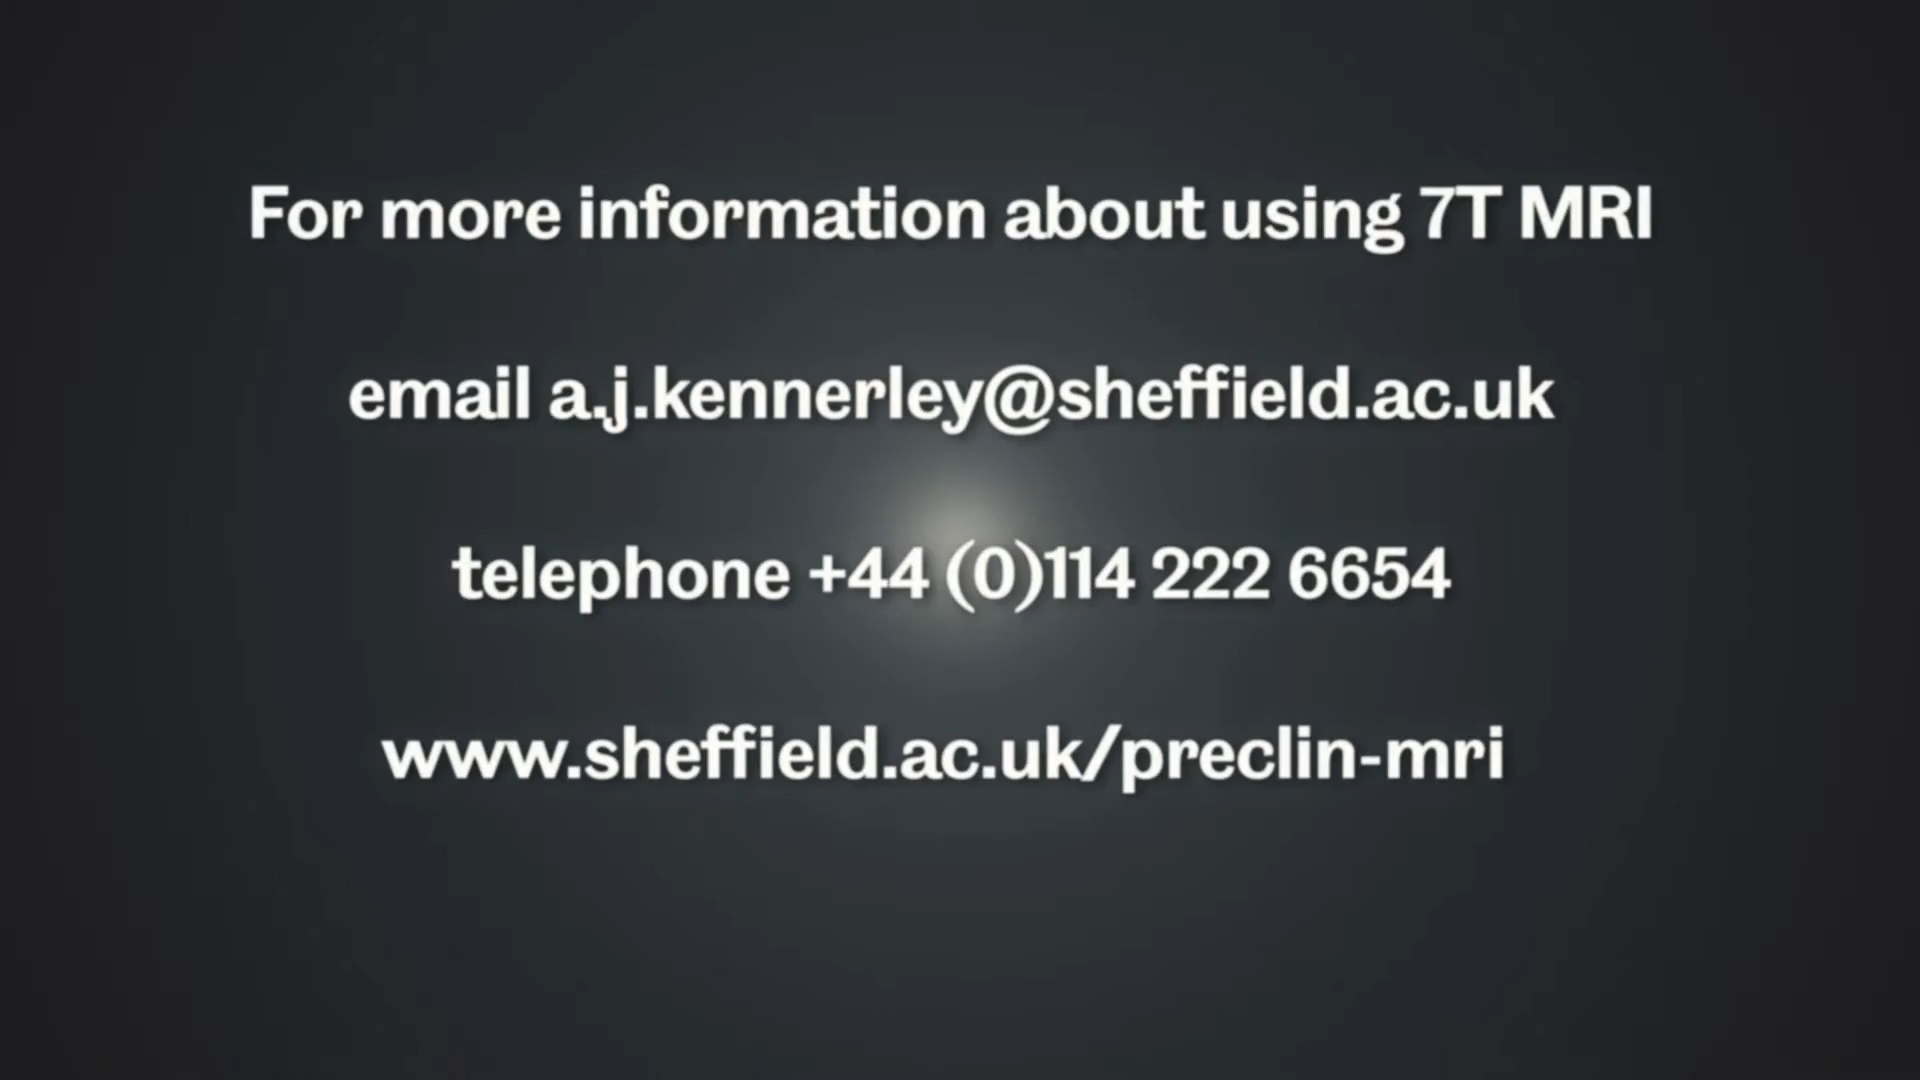 For more information about using 7T MRI
email a.j.kennerley@sheffield.ac.uk
telephone +44 (0)114 222 6654
www.sheffield.ac.uk/preclin-mri